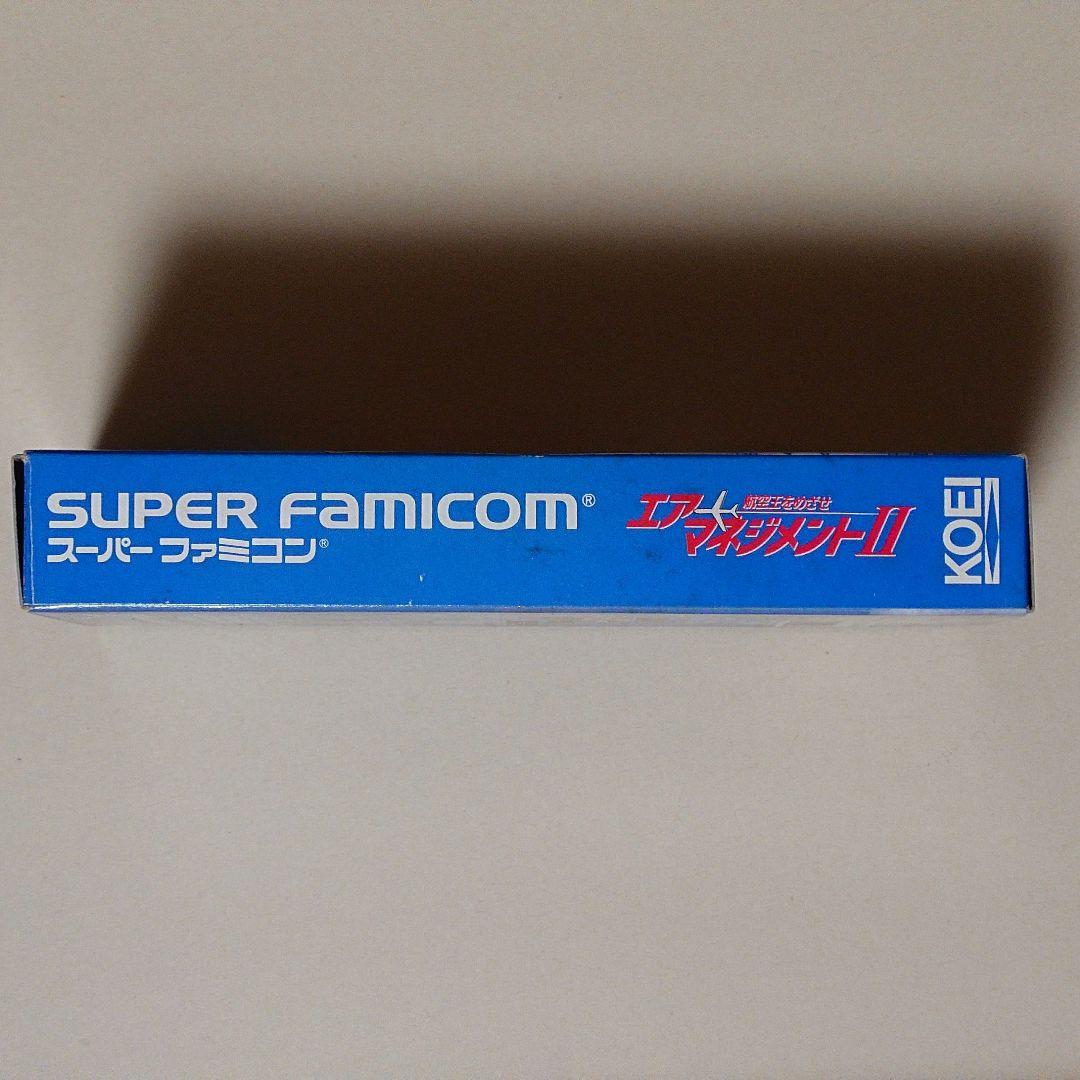 SUPER Famicom®
スーパーファミコン®
航空王をめざせ
エアーマネジメントII
KOEI